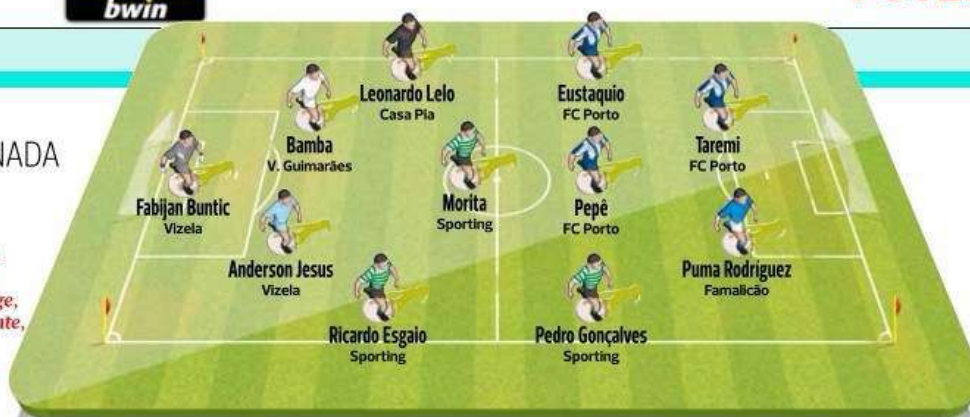 bwin
NADA
Leonardo Lelo
Casa Pia
Eustaquio
FC Porto
Bamba
V. Guimarães
Taremi
FC Porto
Fabijan Buntic
Vizela
Morita
Sporting
Pepê
FC Porto
Anderson Jesus
Vizela
Puma Rodríguez
Famalicão
Ricardo Esgaio
Sporting
Pedro Gonçalves
Sporting